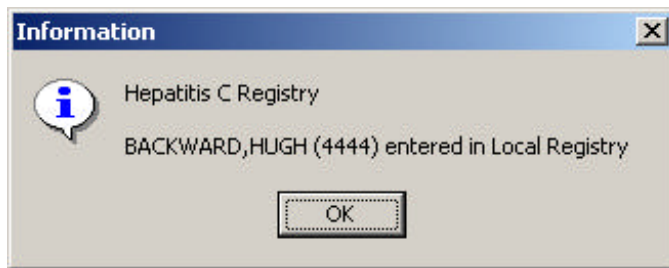 Information
Hepatitis C Registry
BACKWARD,HUGH (4444) entered in Local Registry
OK